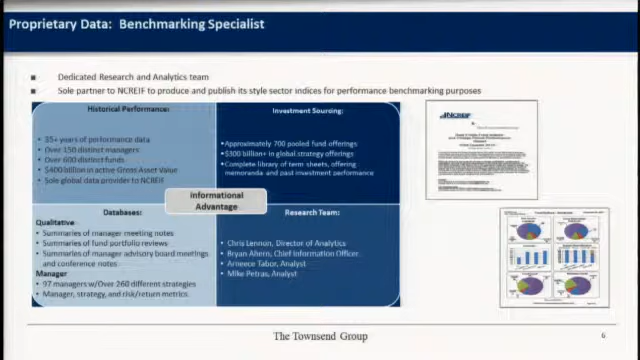 Proprietary Data: Benchmarking Specialist
Dedicated Research and Analytics team
Sole partner to NCREIF to produce and publish its style sector indices for performance benchmarking purposes
Historical Performance:
35+ years of performance data
Over 150 distinct managers
Over 600 distinct funds
$400 billion in active Gross Asset Value
Sole global data provider to NCREIF
Investment Sourcing:
Approximately 700 pooled fund offerings
$300 billion+ in global strategy offerings
Complete library of term sheets, offering
memoranda and past investment performance
Informational
Advantage
Databases:
Qualitative
Summaries of manager meeting notes
Summaries of fund portfolio reviews
Summaries of manager advisory board meetings
and conference notes
Manager
97 managers w/Over 260 different strategies
Manager, strategy, and risk/return metrics
Research Team:
Chris Lennon, Director of Analytics
Bryan Ahern, Chief Information Officer
Arneece Tabor, Analyst
Mike Petras, Analyst
NCREIF
The Townsend Group
6